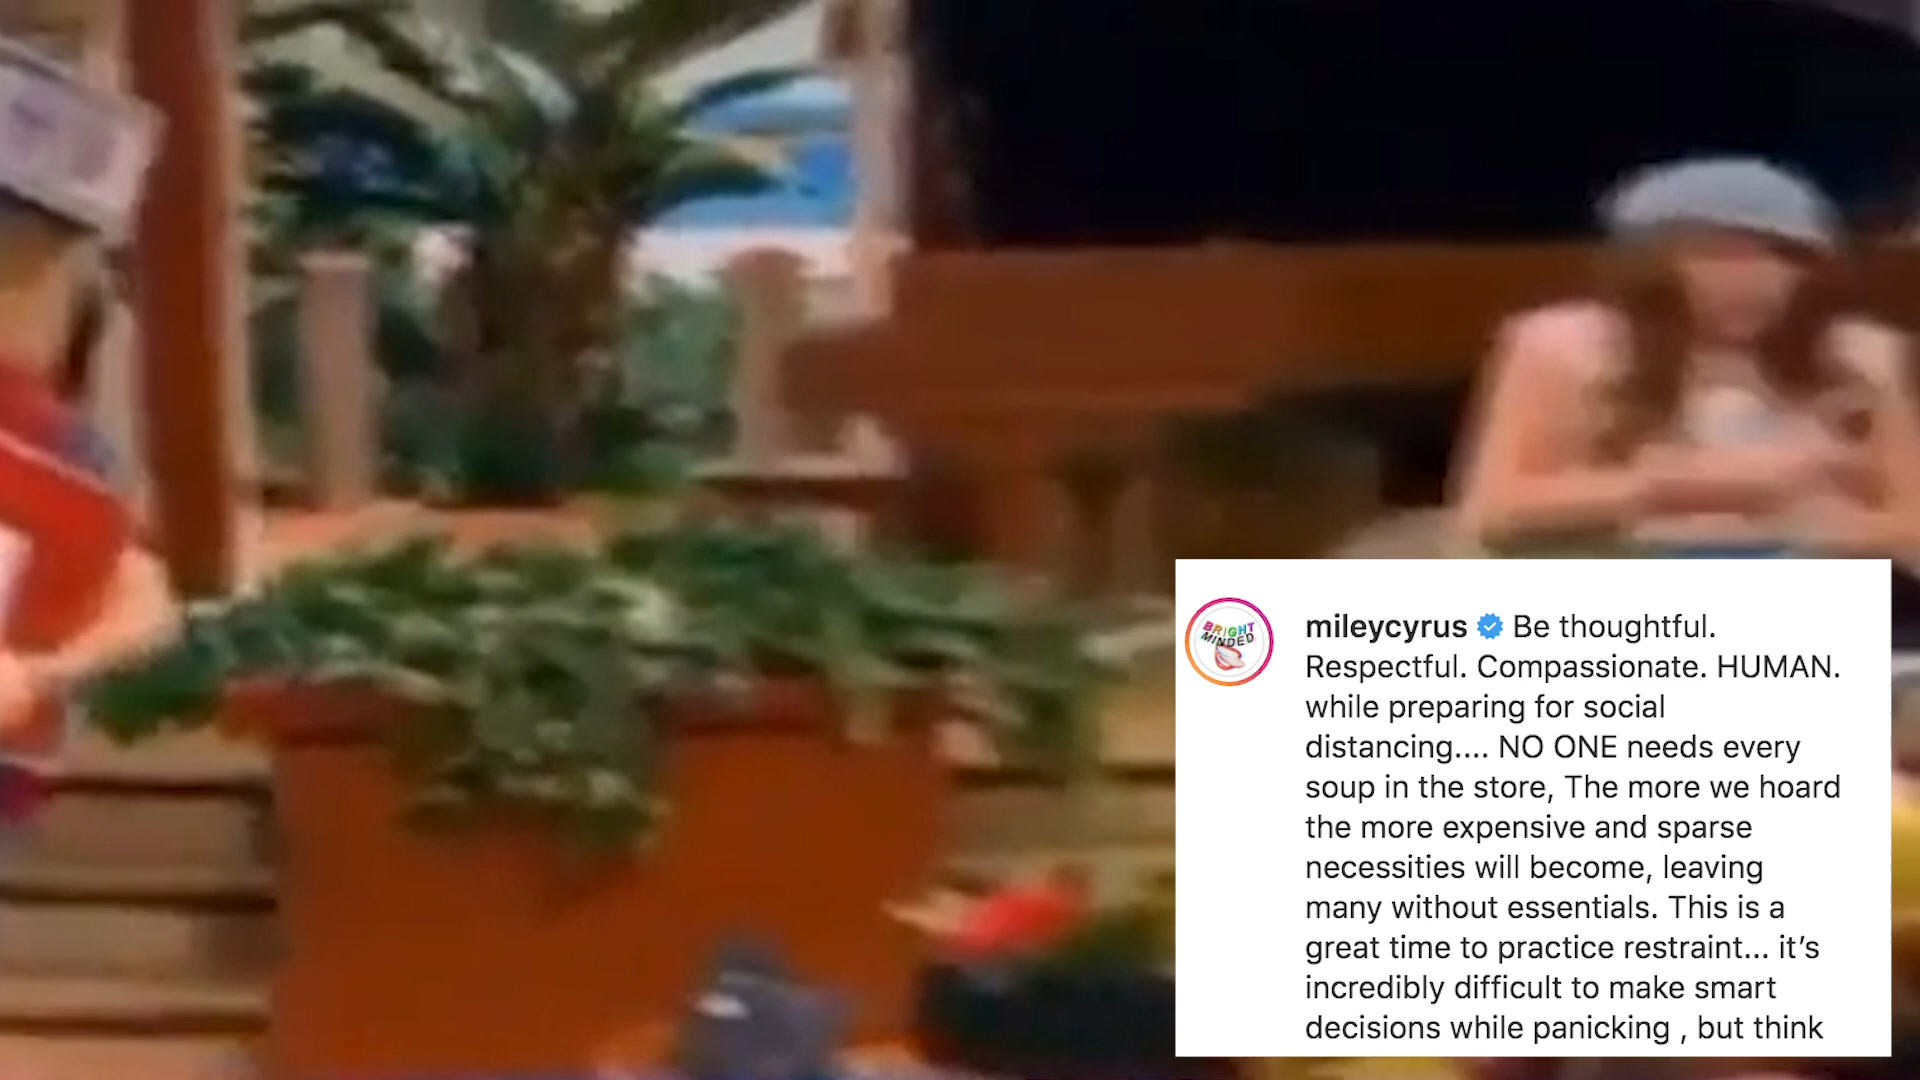 BRIGHT
MINDED
mileycyrus Be thoughtful.
Respectful. Compassionate. HUMAN.
while preparing for social
distancing.... NO ONE needs every
soup in the store, The more we hoard
the more expensive and sparse
necessities will become, leaving
many without essentials. This is a
great time to practice restraint... it’s
incredibly difficult to make smart
decisions while panicking , but think